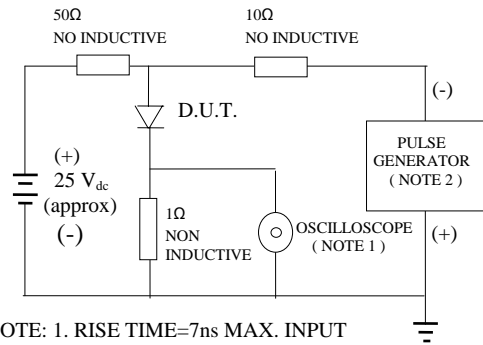 50Ω
NO INDUCTIVE
10Ω
NO INDUCTIVE
(-)
D.U.T.
PULSE
GENERATOR
( NOTE 2 )
(+)
25 Vdc
(approx)
(-)
1Ω
NON
INDUCTIVE
OSCILLOSCOPE
( NOTE 1 )
(+)
OTE: 1. RISE TIME=7ns MAX. INPUT